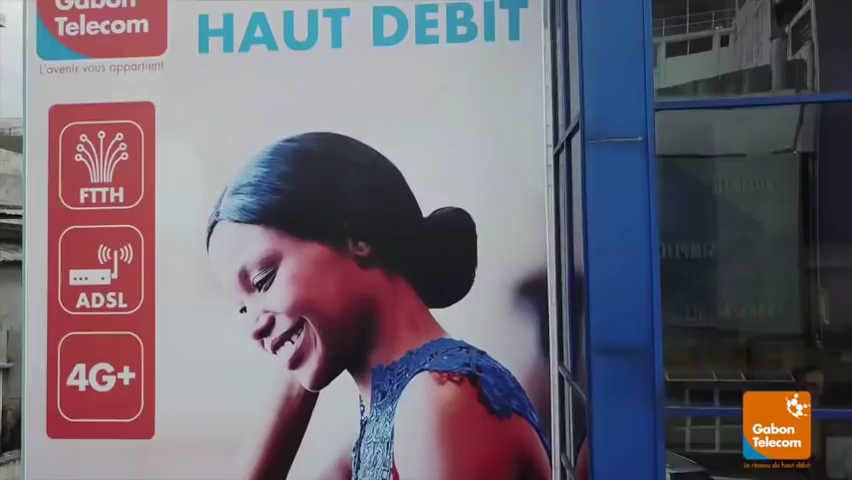 Gabon
Telecom
L'avenir vous appartient
HAUT DEBIT
FTTH
ADSL
4G+
Gabon
Telecom
Le réseau du haut débit